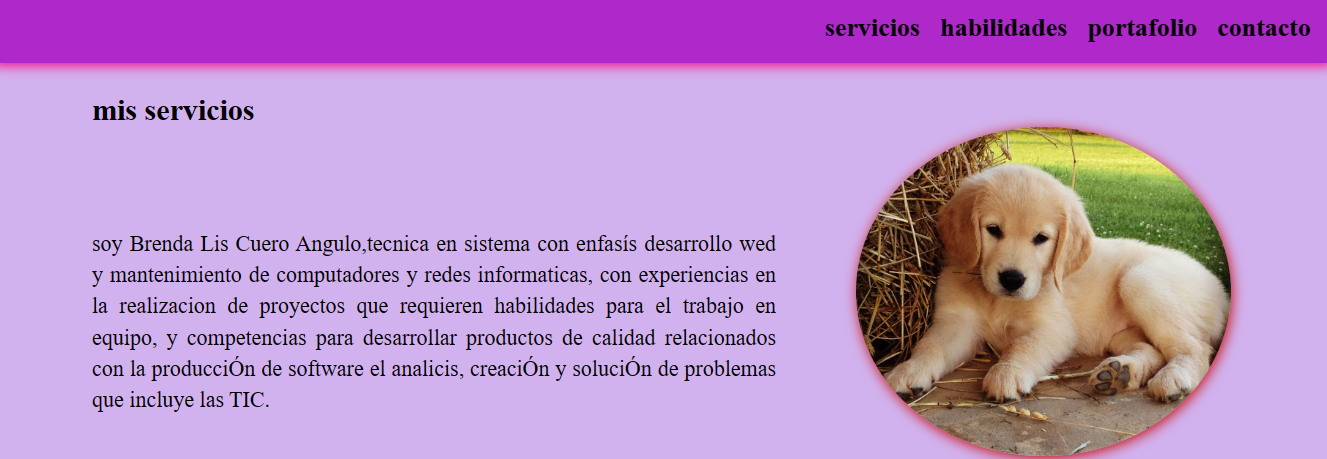 servicios habilidades portafolio contacto
mis servicios
soy Brenda Lis Cuero Angulo,tecnica en sistema con enfasís desarrollo wed
y mantenimiento de computadores y redes informaticas, con experiencias en
la realizacion de proyectos que requieren habilidades para el trabajo en
equipo, y competencias para desarrollar productos de calidad relacionados
con la producciÓn de software el analicis, creaciÓn y soluciÓn de problemas
que incluye las TIC.